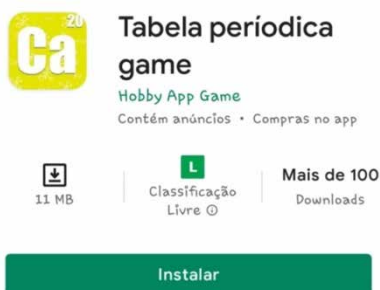 20
Ca
Tabela períodica
game
Hobby App Game
Contém anúncios • Compras no app
L
11 MB
Classificação
Livre
Mais de 100
Downloads
Instalar